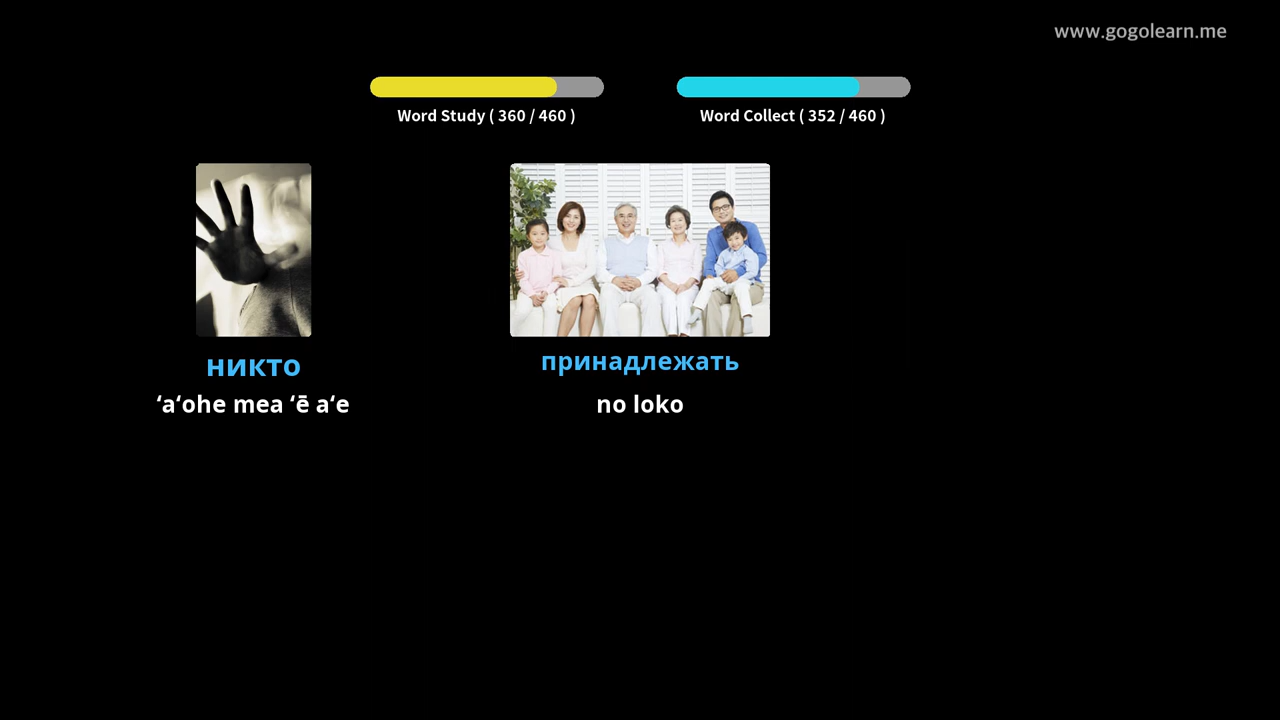 www.gogolearn.me
Word Study ( 360 / 460 )
Word Collect ( 352 / 460 )
никто
ʻaʻohe mea ʻē aʻe
принадлежать
no loko